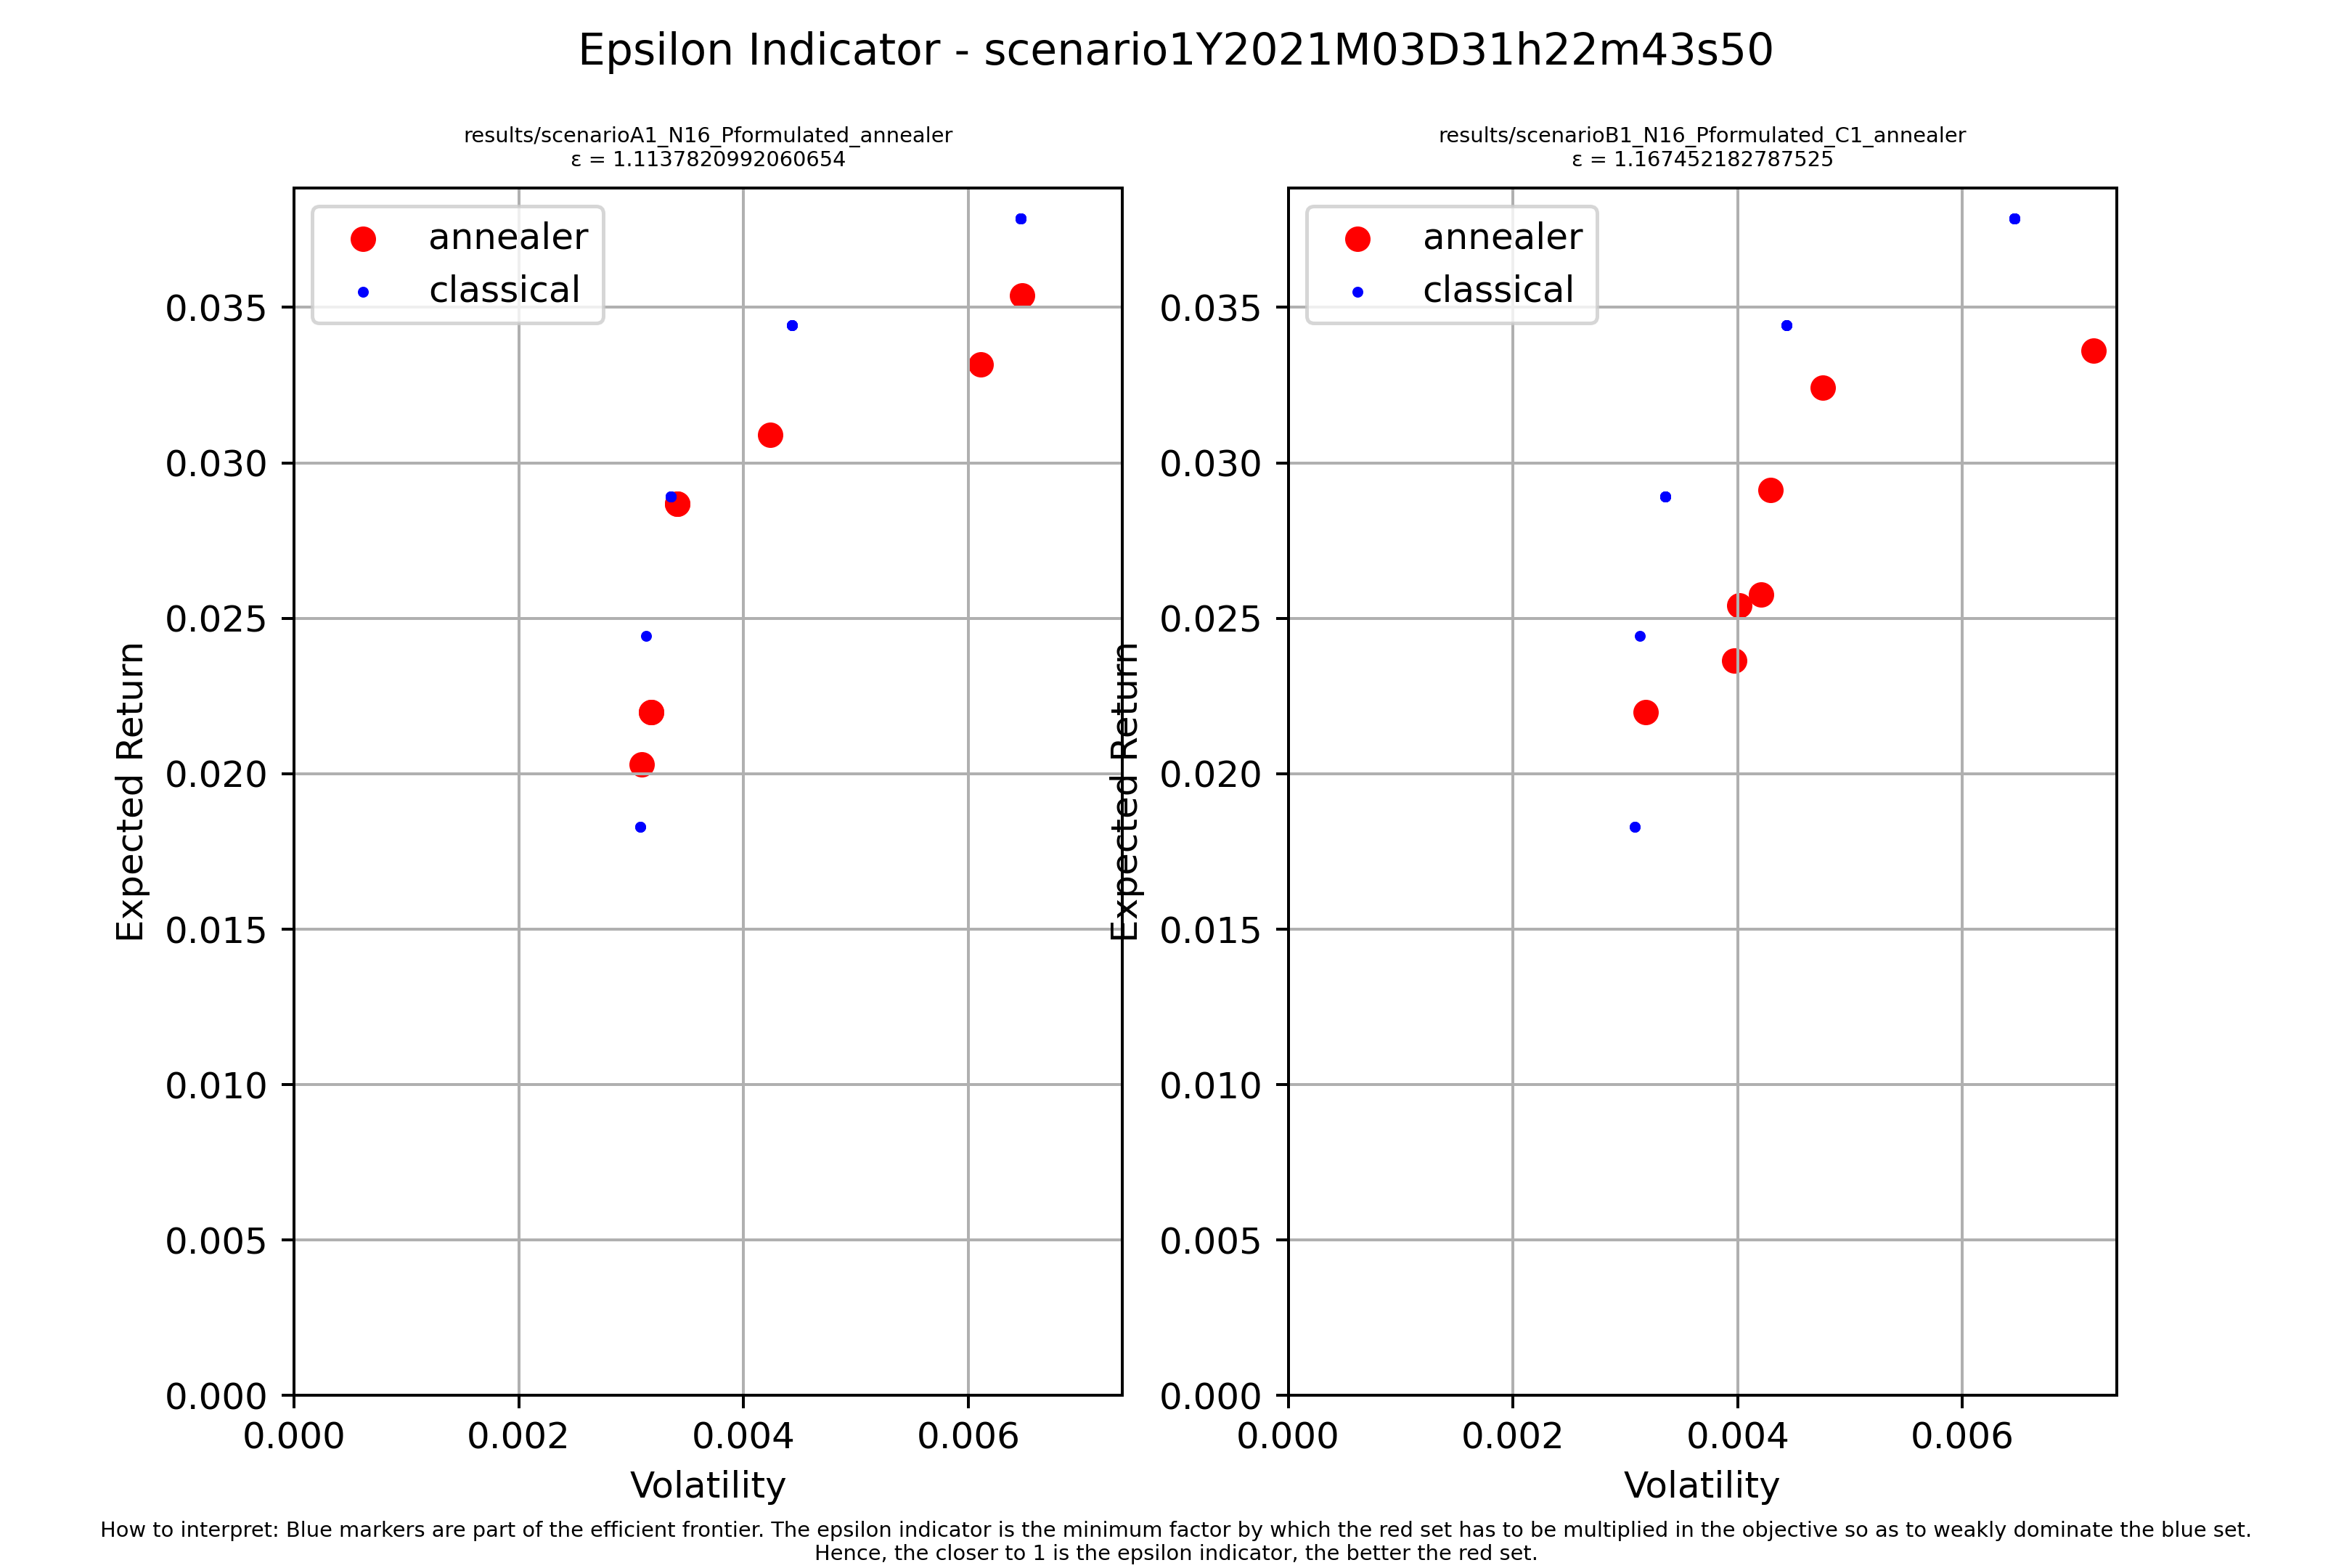 Epsilon Indicator - scenario1Y2021M03D31h22m43s50
results/scenarioA1_N16_Pformulated_annealer
ε = 1.1137820992060654
annealer
classical
0.035
0.030
0.025
0.020
0.015
0.010
0.005
0.000
Expected Return
0.000 0.002 0.004 0.006
Volatility
results/scenarioB1_N16_Pformulated_C1_annealer
ε = 1.167452182787525
annealer
classical
0.035
0.030
0.025
0.020
0.015
0.010
0.005
0.000
Expected Return
0.000 0.002 0.004 0.006
Volatility
How to interpret: Blue markers are part of the efficient frontier. The epsilon indicator is the minimum factor by which the red set has to be multiplied in the objective so as to weakly dominate the blue set.
Hence, the closer to 1 is the epsilon indicator, the better the red set.